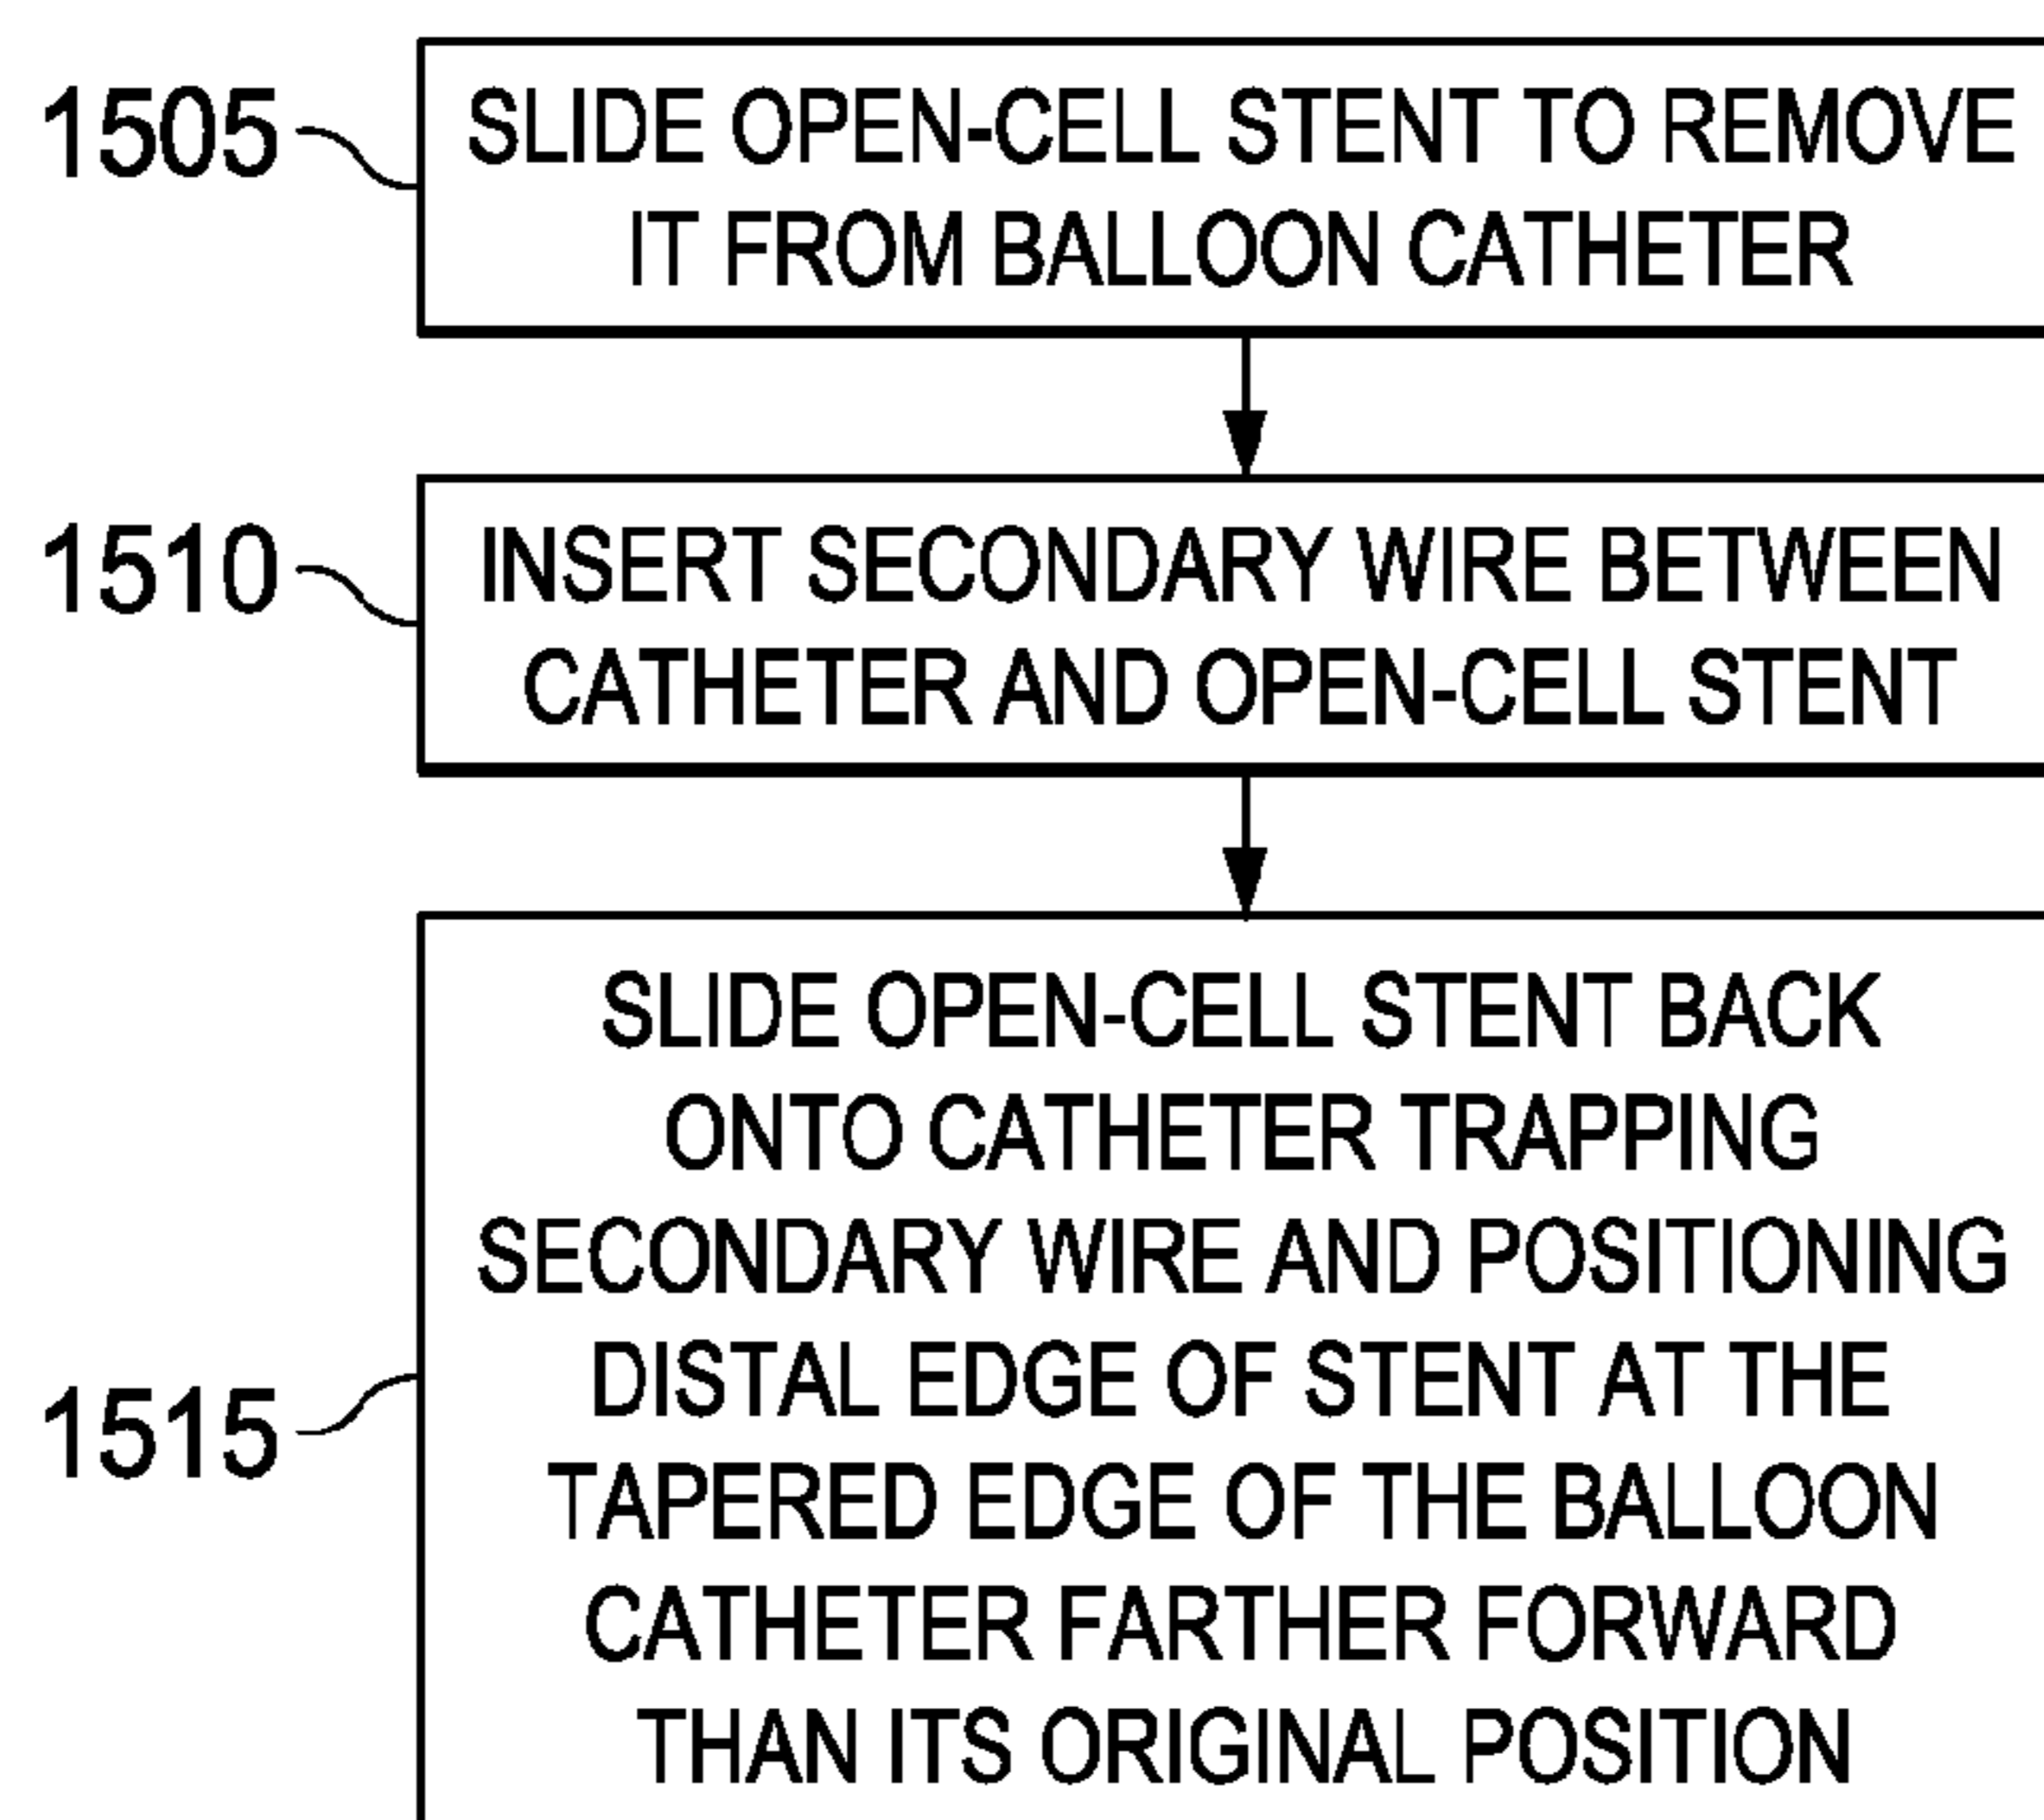 1505
SLIDE OPEN-CELL STENT TO REMOVE
IT FROM BALLOON CATHETER
1510
INSERT SECONDARY WIRE BETWEEN
CATHETER AND OPEN-CELL STENT
1515
SLIDE OPEN-CELL STENT BACK
ONTO CATHETER TRAPPING
SECONDARY WIRE AND POSITIONING
DISTAL EDGE OF STENT AT THE
TAPERED EDGE OF THE BALLOON
CATHETER FARTHER FORWARD
THAN ITS ORIGINAL POSITION